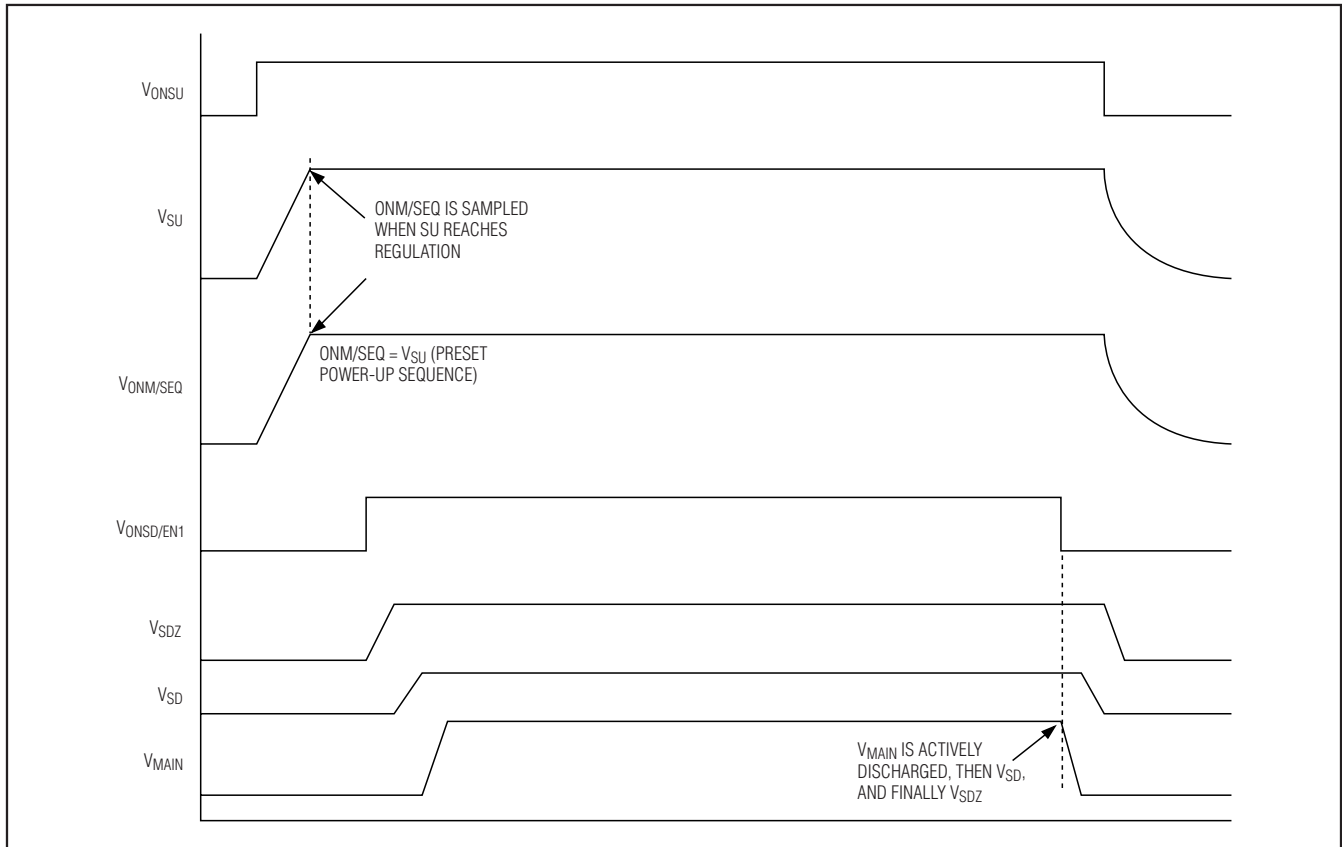 VONSU
VSU
ONM/SEQ IS SAMPLED
WHEN SU REACHES
REGULATION
ONM/SEQ = VSU (PRESET
POWER-UP SEQUENCE)
VONM/SEQ
VONSD/EN1
VSDZ
VSD
VMAIN
VMAIN IS ACTIVELY
DISCHARGED, THEN VSD,
AND FINALLY VSDZ